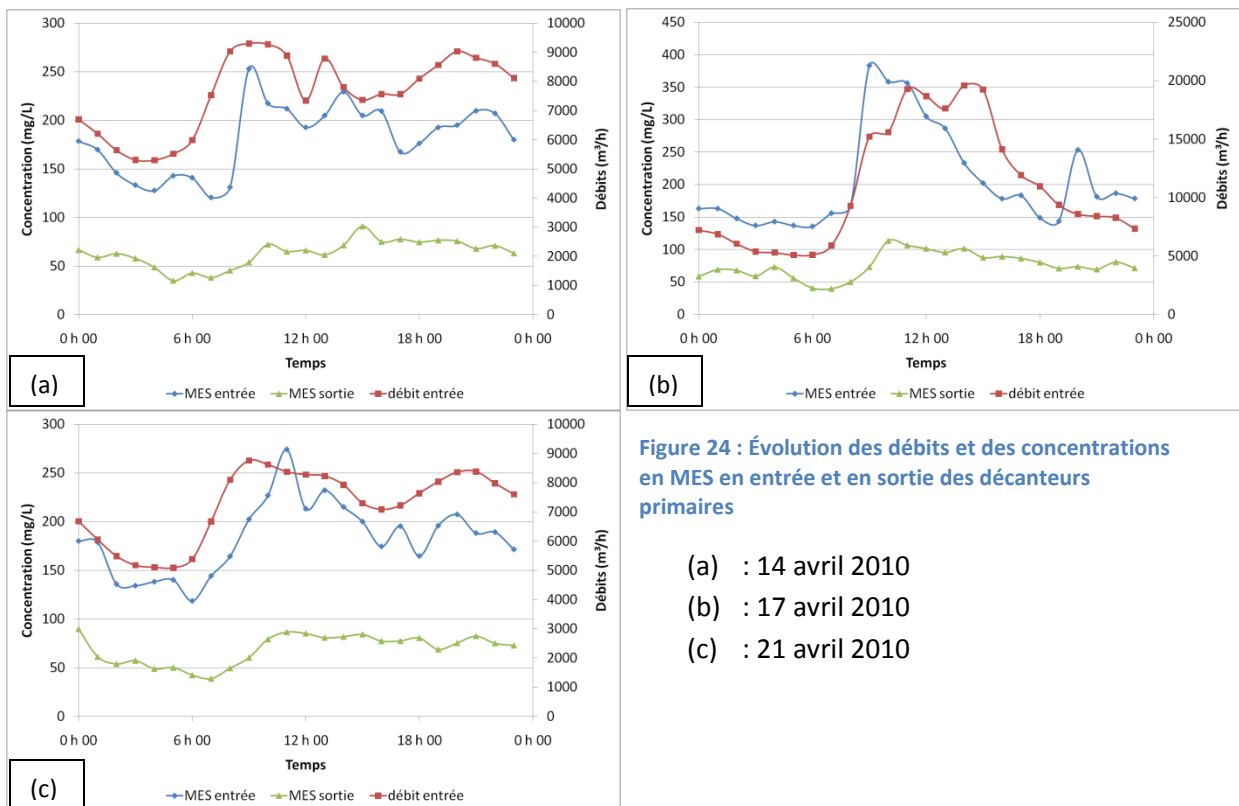 300
250
200
150
100
50
0
10000
9000
8000
7000
6000
5000
4000
3000
2000
1000
0
Concentration (mg/L)
Débits (m³/h)
0 h 00 6 h 00 12 h 00 18 h 00 0 h 00
Temps
(a)
MES entrée MES sortie débit entrée
450
400
350
300
250
200
150
100
50
0
25000
20000
15000
10000
5000
0
Concentration (mg/L)
Débits (m³/h)
0 h 00 6 h 00 12 h 00 18 h 00 0 h 00
Temps
(b)
MES entrée MES sortie débit entrée
300
250
200
150
100
50
0
10000
9000
8000
7000
6000
5000
4000
3000
2000
1000
0
Concentration (mg/L)
Débits (m³/h)
0 h 00 6 h 00 12 h 00 18 h 00 0 h 00
Temps
(c)
MES entrée MES sortie débit entrée
Figure 24 : Évolution des débits et des concentrations
en MES en entrée et en sortie des décanteurs
primaires
(a) : 14 avril 2010
(b) : 17 avril 2010
(c) : 21 avril 2010